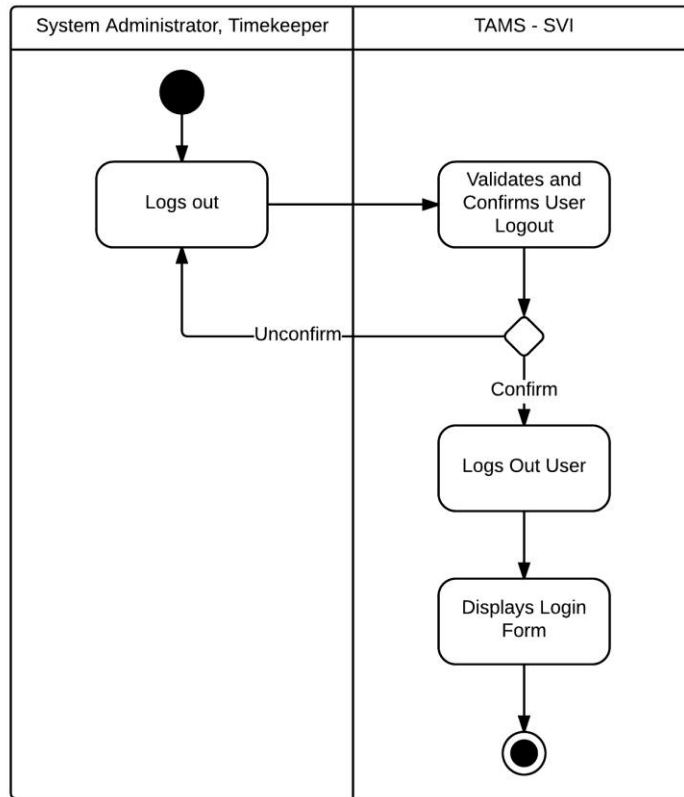 System Administrator, Timekeeper
TAMS - SVI
Logs out
Validates and
Confirms User
Logout
Unconfirm
Confirm
Logs Out User
Displays Login
Form